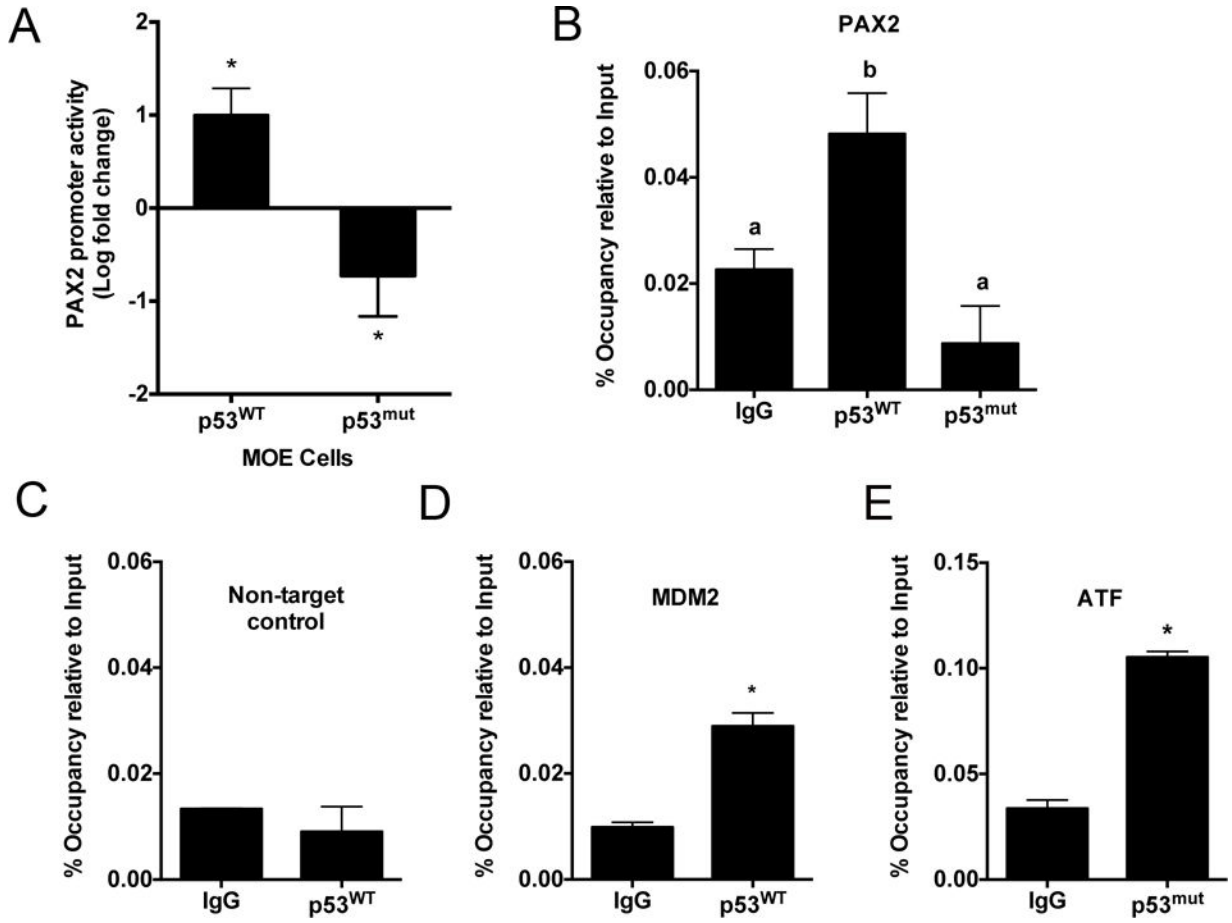 A
PAX2 promoter activity
(Log fold change)
2
1
0
-1
-2
*
*
p53WT
p53mut
MOE Cells
B
PAX2
% Occupancy relative to Input
0.06
0.04
0.02
0.00
a
b
a
IgG
p53WT
p53mut
C
% Occupancy relative to Input
0.06
0.04
0.02
0.00
Non-target
control
IgG
p53WT
D
% Occupancy relative to Input
0.06
0.04
0.02
0.00
MDM2
*
IgG
p53WT
E
% Occupancy relative to Input
0.15
0.10
0.05
0.00
ATF
*
IgG
p53mut